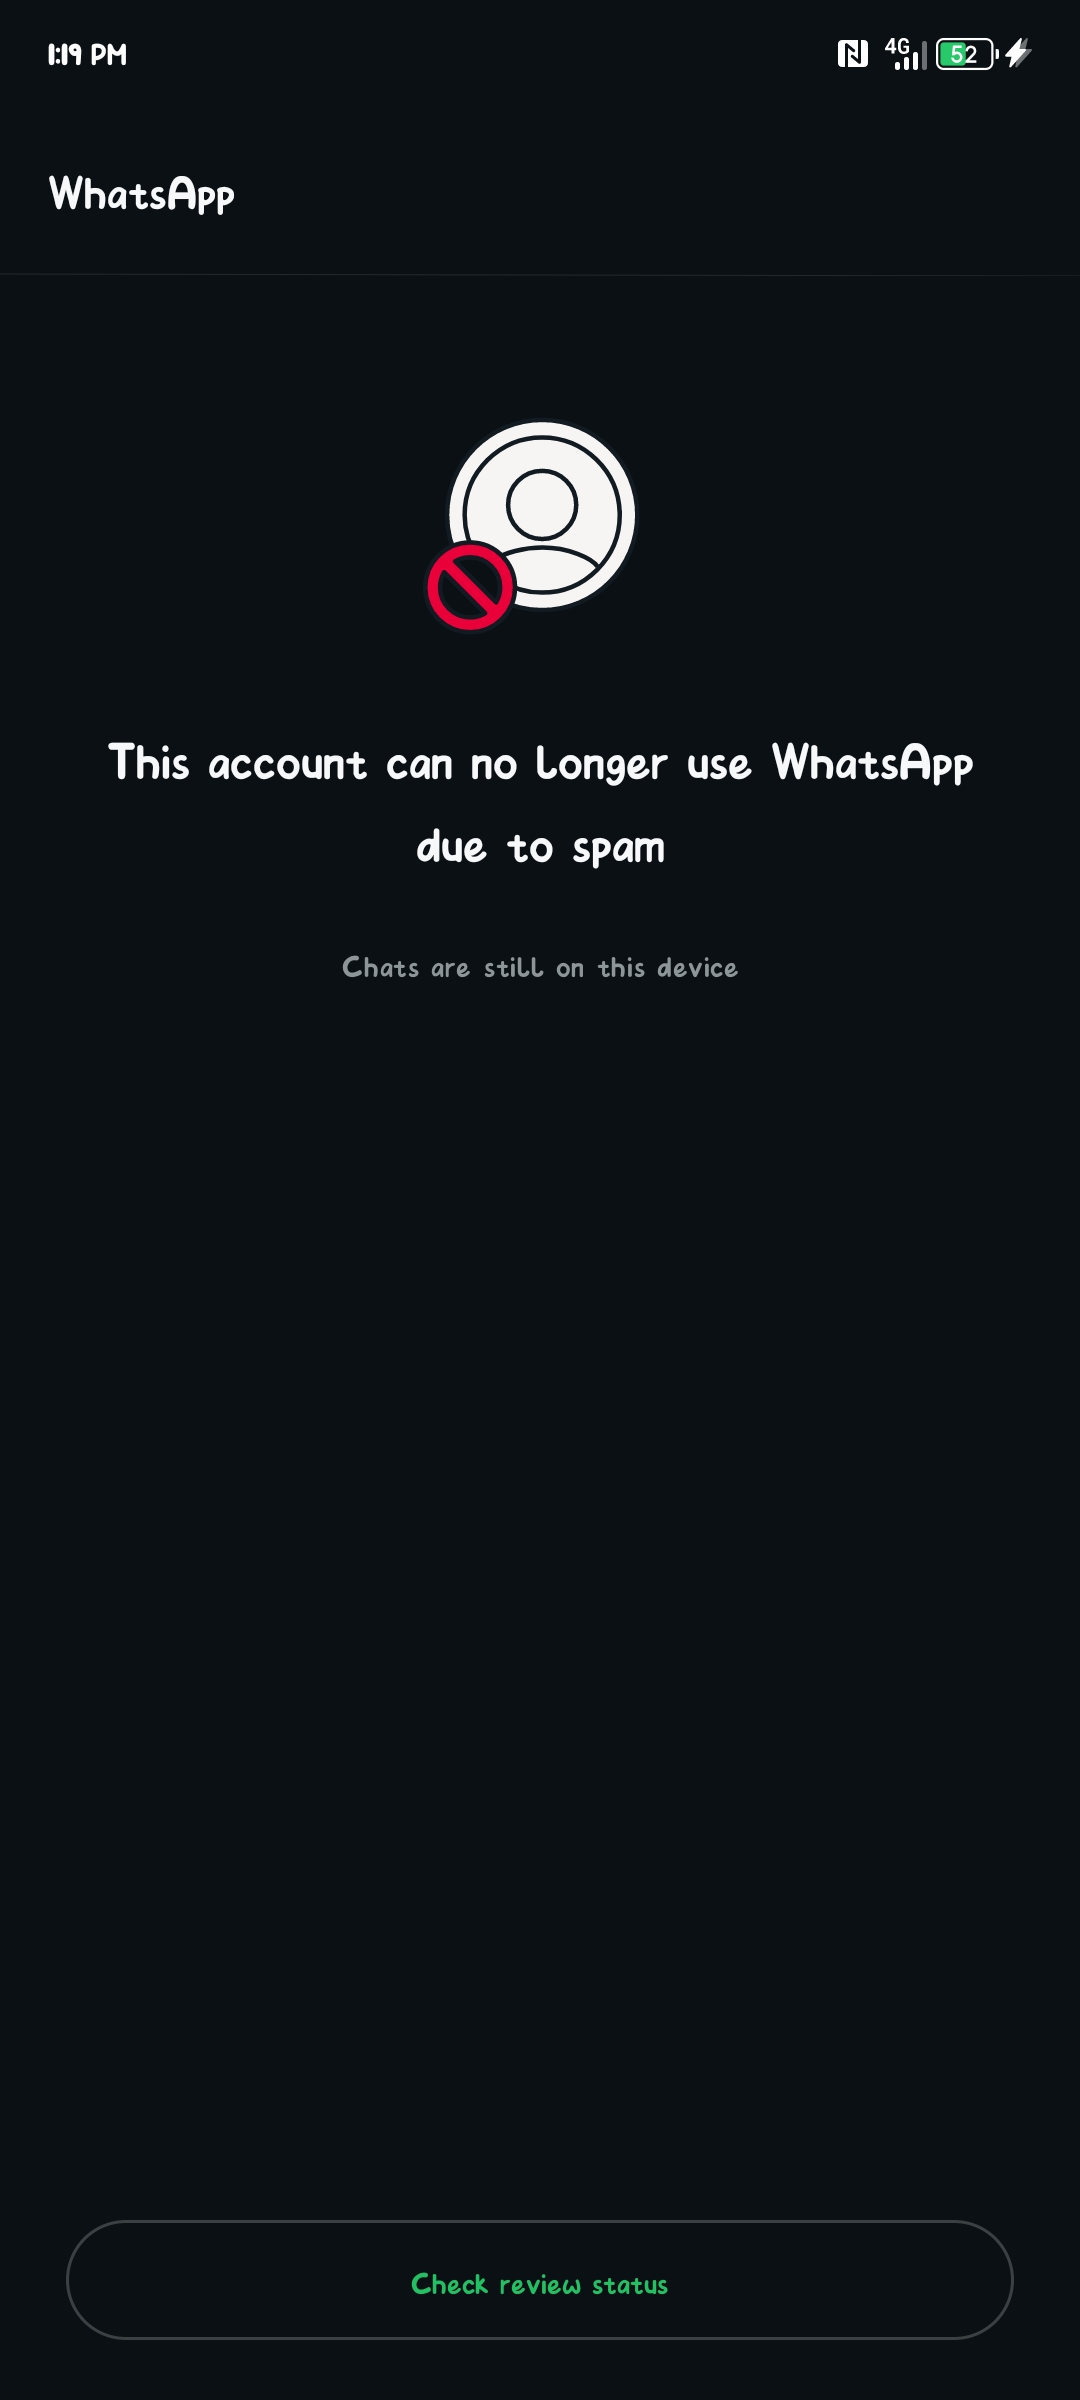 1:19 PM
4G
52
WhatsApp
This account can no longer use WhatsApp
due to spam
Chats are still on this device
Check review status